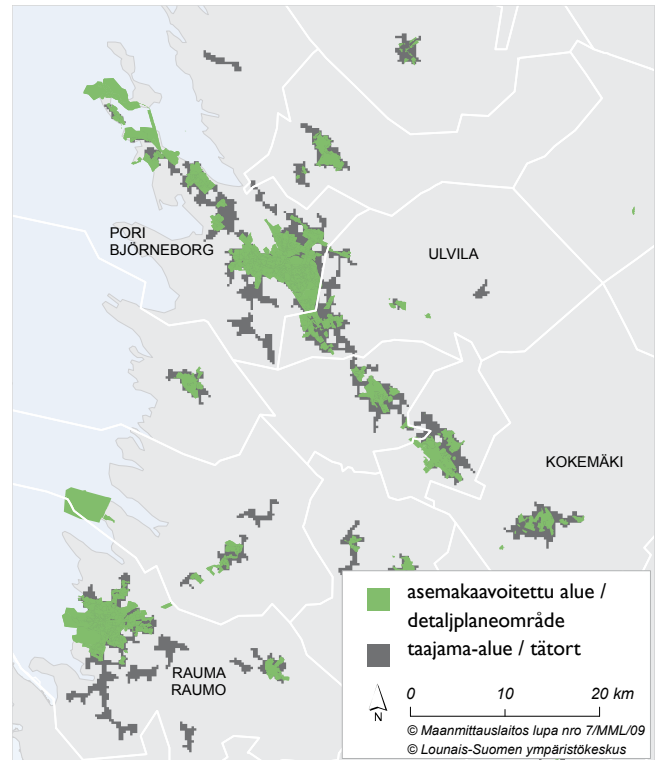 PORI
BJÖRNEBORG
ULVILA
KOKEMÄKI
RAUMA
RAUMO
asemakaavoitettu alue /
detaljplaneområde
taajama-alue / tätort
0 10 20 km
N
© Maanmittauslaitos lupa nro 7/MML/09
© Lounais-Suomen ympäristökeskus